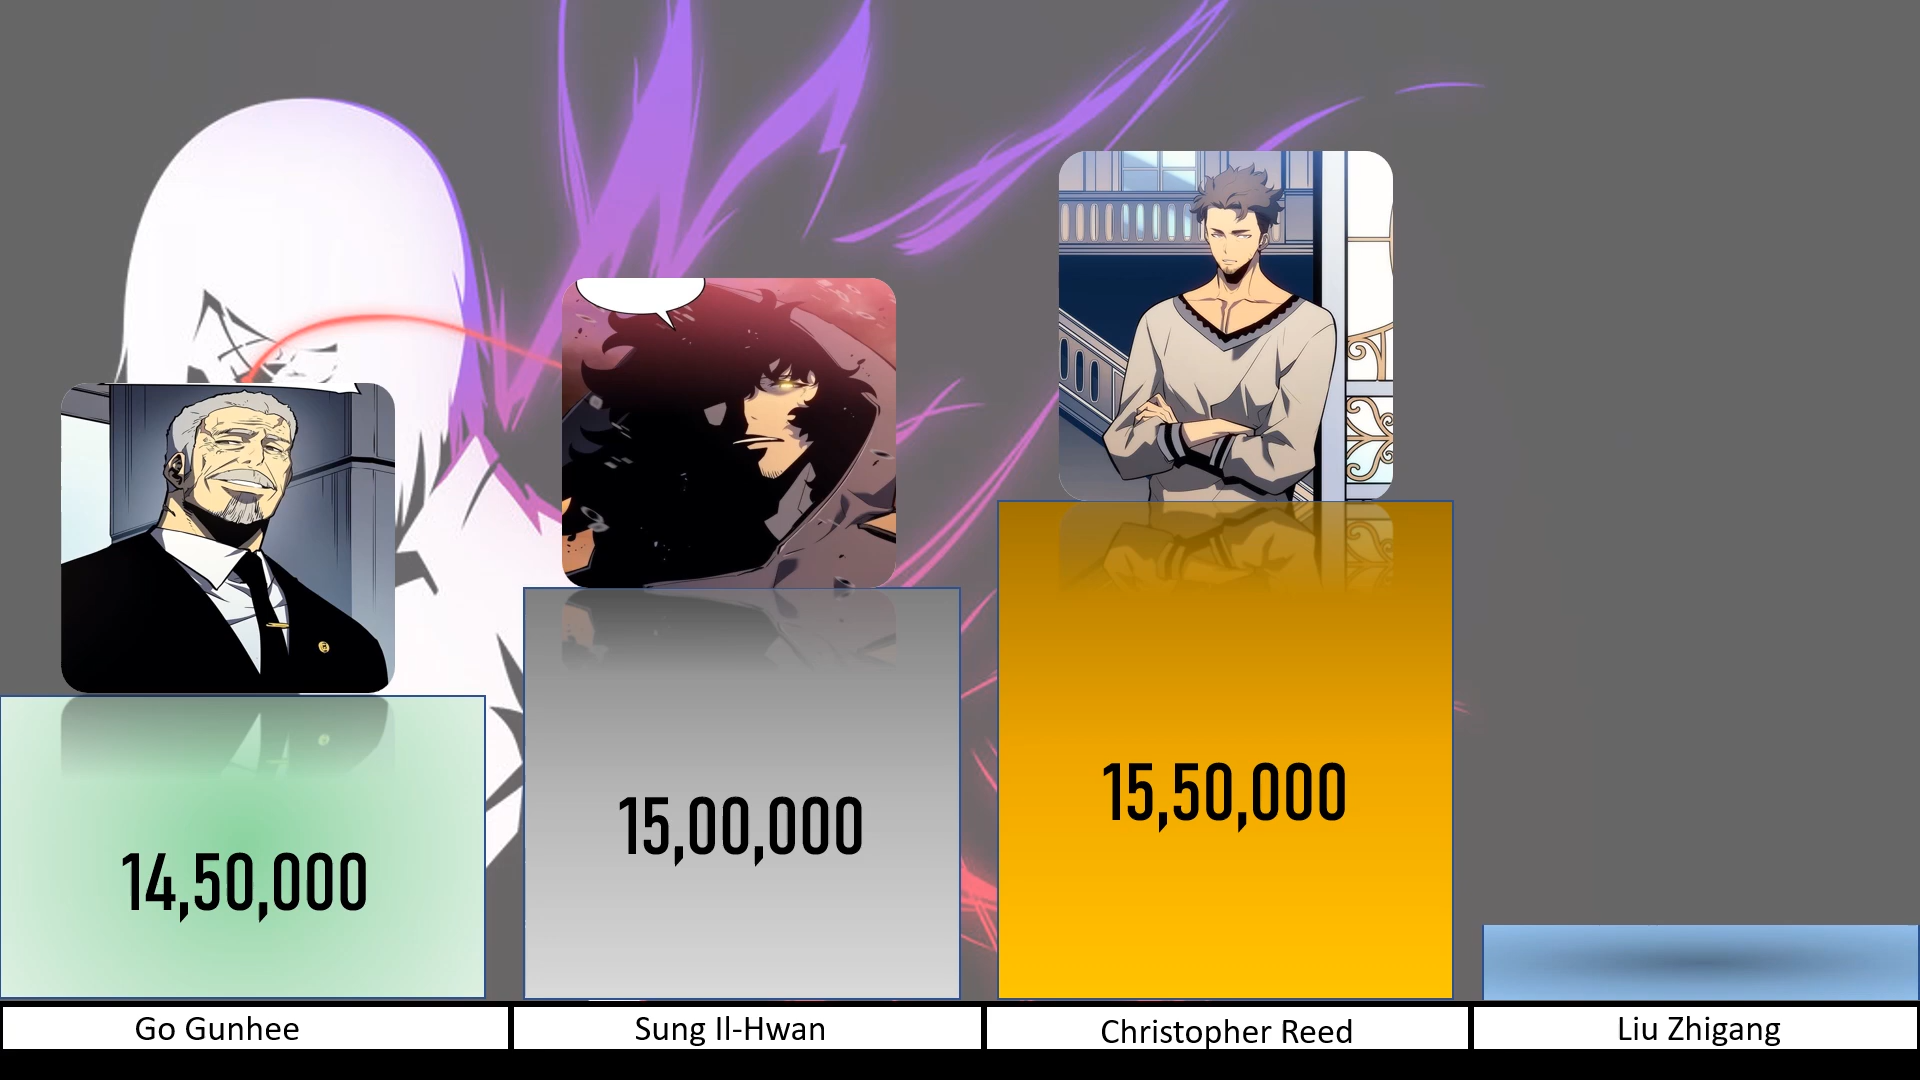 14,50,000
15,00,000
15,50,000
Go Gunhee
Sung Il-Hwan
Christopher Reed
Liu Zhigang